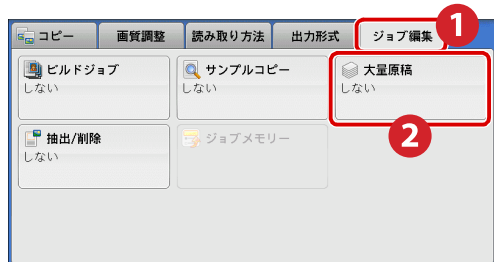 コピー 画質調整 読み取り方法 出力形式 ジョブ編集 1
ビルドジョブ サンプルコピー 大量原稿
しない しない しない
2
抽出/削除 ジョブメモリー
しない